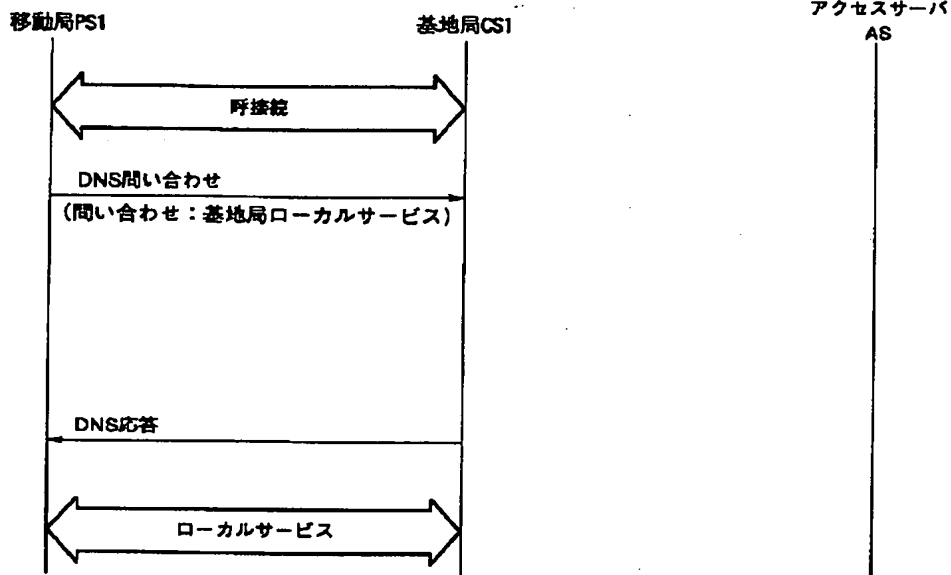 移動局PS1
基地局CS1
アクセスサーバ
AS
呼接続
DNS問い合わせ
(問い合わせ：基地局ローカルサービス)
DNS応答
ローカルサービス